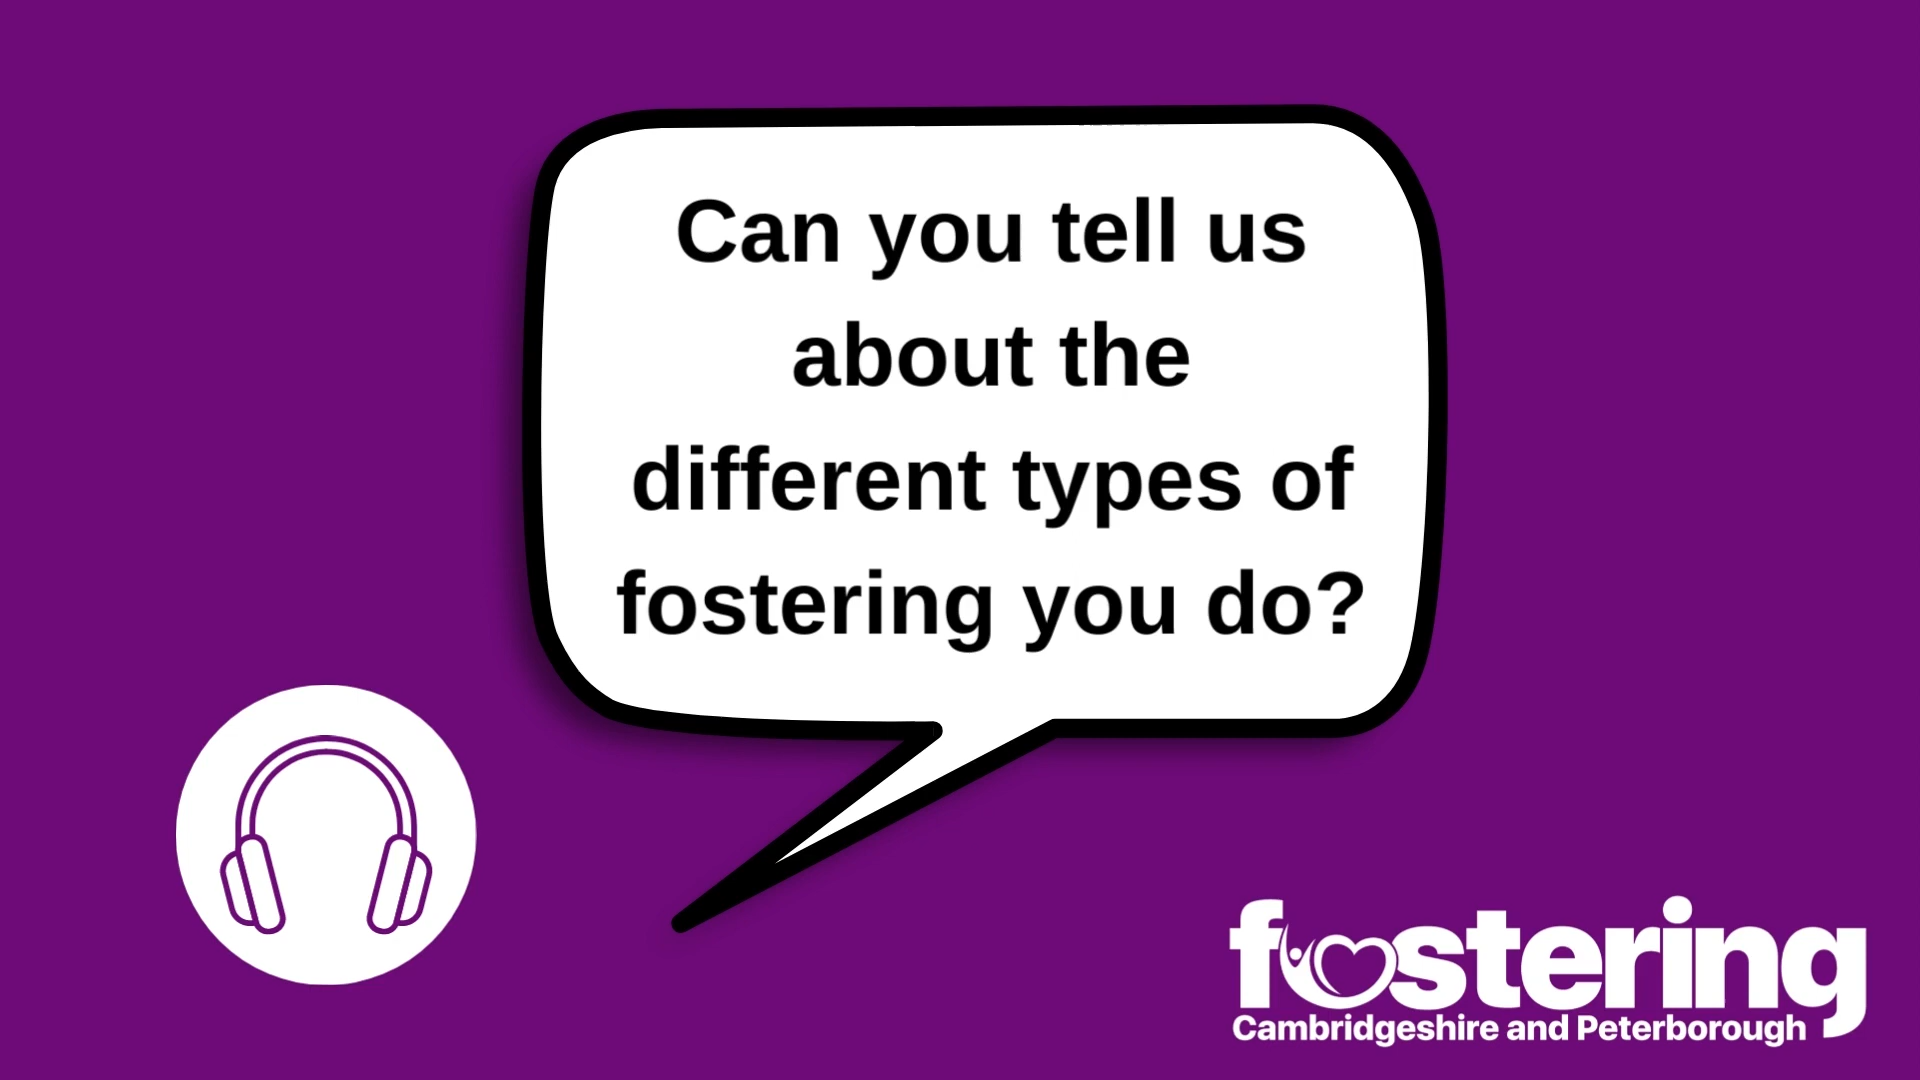 Can you tell us
about the
different types of
fostering you do?
fostering
Cambridgeshire and Peterborough